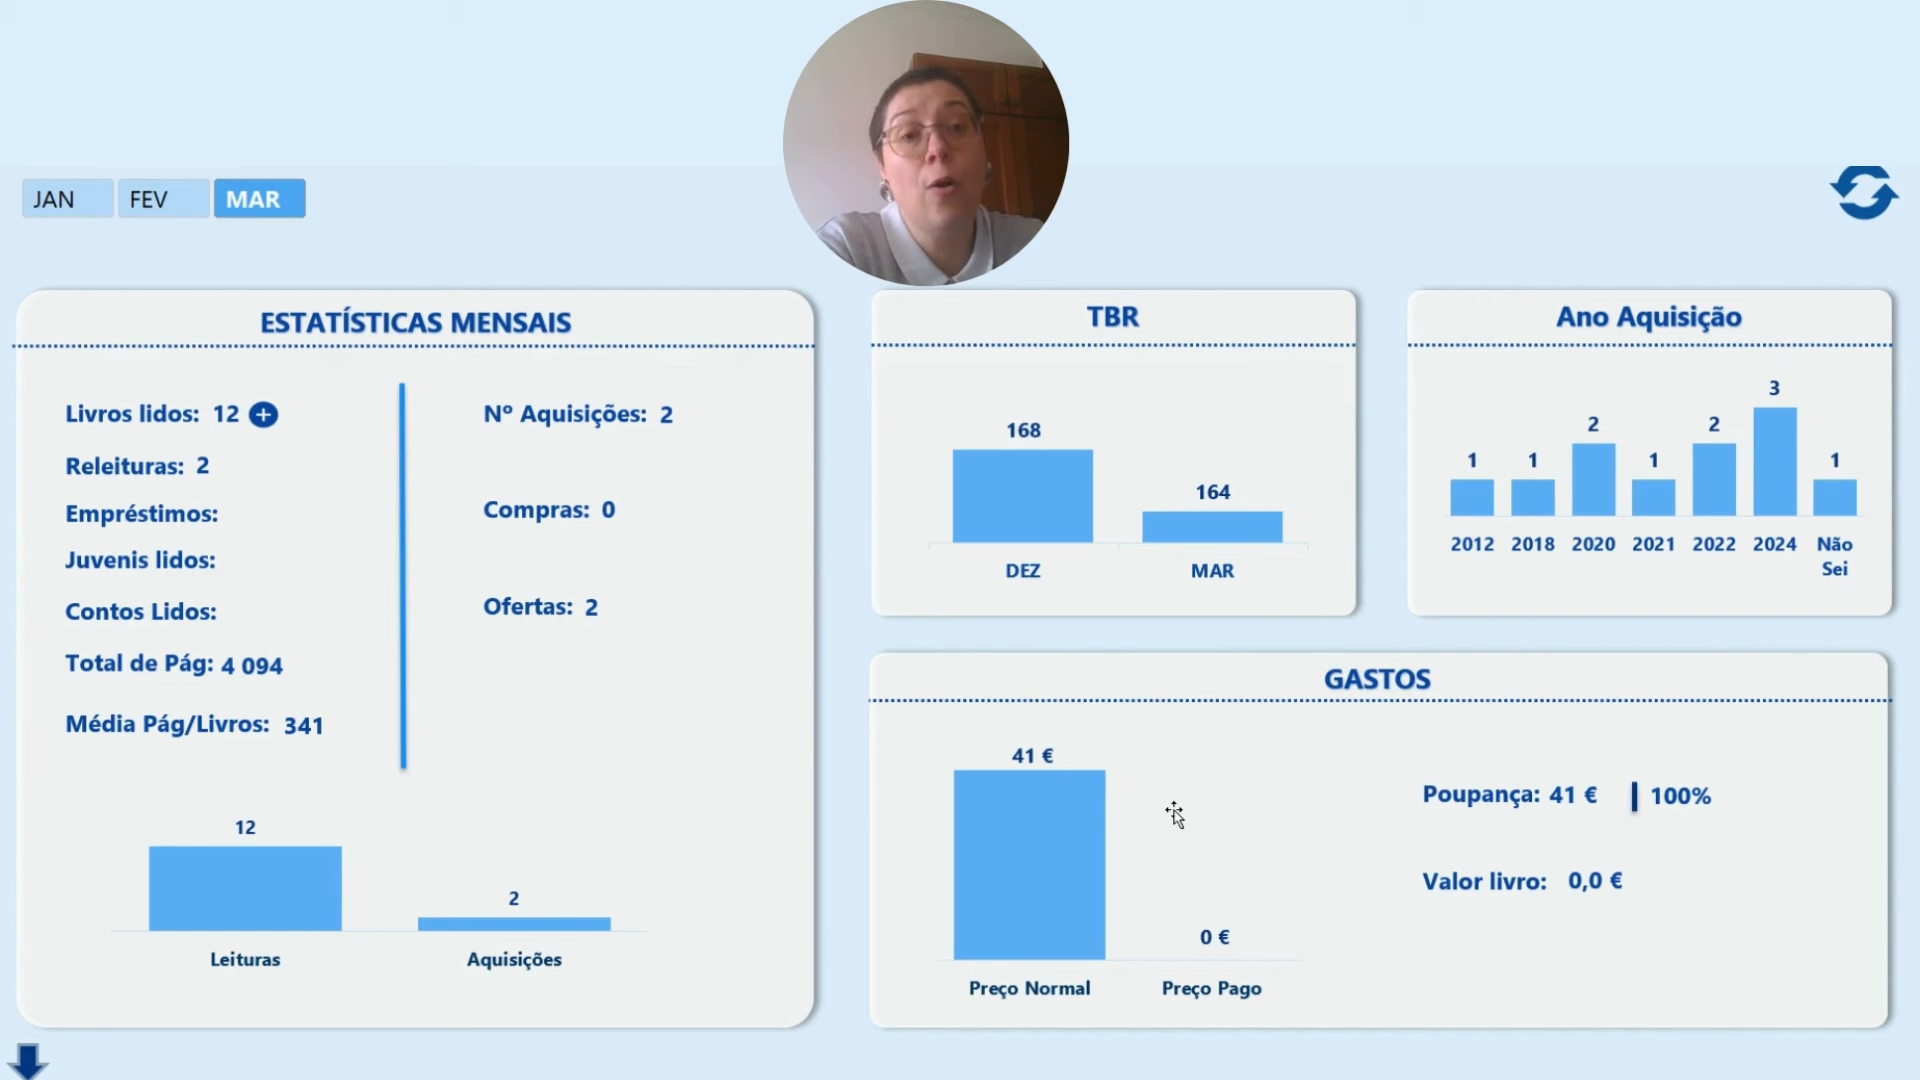 JAN FEV MAR
ESTATÍSTICAS MENSAIS
Livros lidos: 12
Releituras: 2
Empréstimos:
Juvenis lidos:
Contos Lidos:
Total de Pág: 4 094
Média Pág/Livros: 341
Nº Aquisições: 2
Compras: 0
Ofertas: 2
12
2
Leituras Aquisições
TBR
168
164
DEZ MAR
Ano Aquisição
1 1 2 1 2 3 1
2012 2018 2020 2021 2022 2024 Não
Sei
GASTOS
41 €
0 €
Preço Normal Preço Pago
Poupança: 41 € 100%
Valor livro: 0,0 €